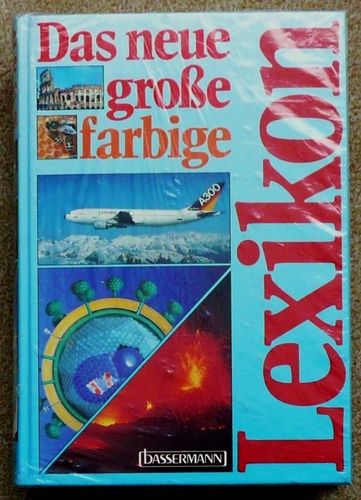 Das neue
große
farbige
Lexikon
A300
bassermann